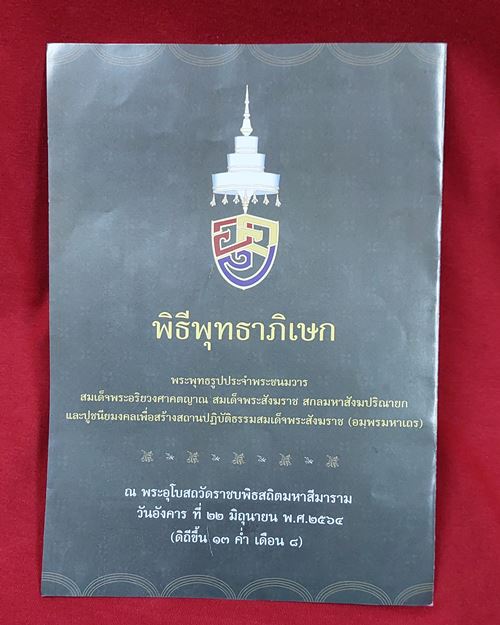 พิธีพุทธาภิเษก
พระพุทธรูปประจำพระชนมวาร
สมเด็จพระอริยวงศาคตญาณ สมเด็จพระสังฆราช สกลมหาสังฆปริณายก
และปูชนียมงคลเพื่อสร้างสถานปฏิบัติธรรมสมเด็จพระสังฆราช (อมฺพรมหาเถร)
ณ พระอุโบสถวัดราชบพิธสถิตมหาสีมาราม
วันอังคาร ที่ ๒๒ มิถุนายน พ.ศ.๒๕๖๔
(ดิถีขึ้น ๑๓ ค่ำ เดือน ๘)